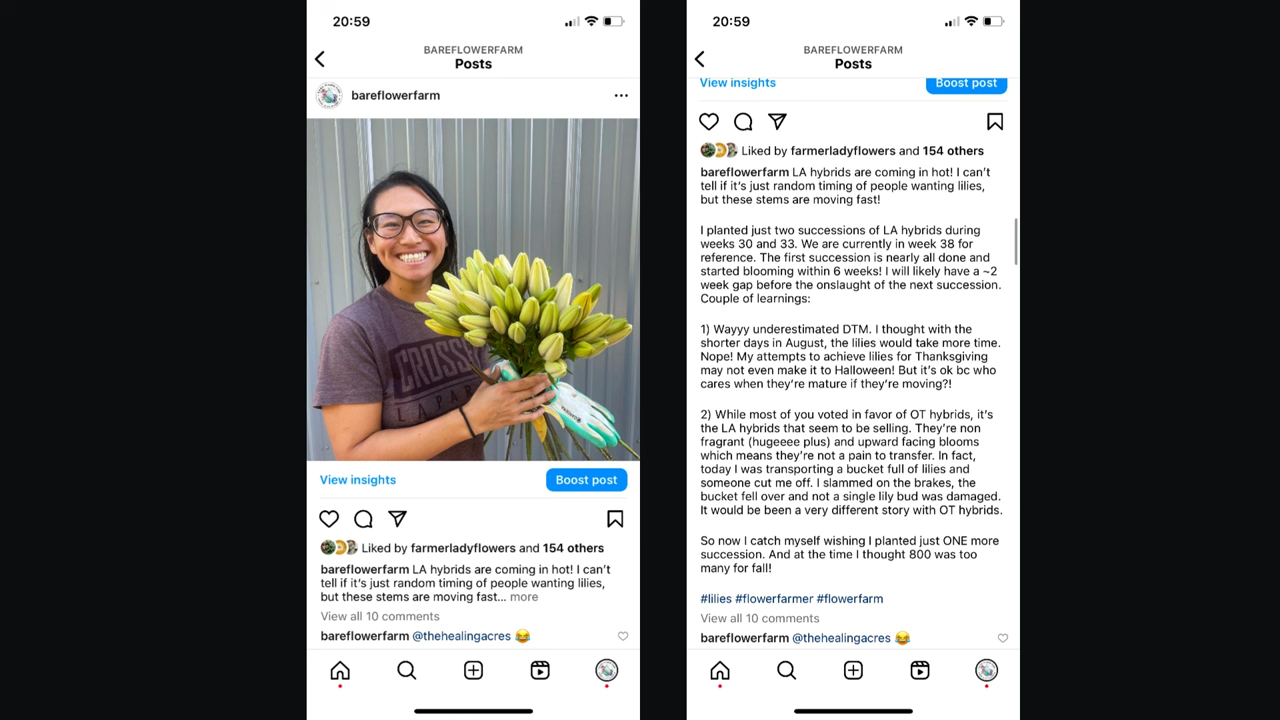 20:59
BAREFLOWERFARM
Posts
bareflowerfarm
CROSSF
LAPA
View insights
Boost post
Liked by farmerladyflowers and 154 others
bareflowerfarm LA hybrids are coming in hot! I can't
tell if it's just random timing of people wanting lilies,
but these stems are moving fast... more
View all 10 comments
bareflowerfarm @thehealingacres 😂
20:59
BAREFLOWERFARM
Posts
View insights
Boost post
Liked by farmerladyflowers and 154 others
bareflowerfarm LA hybrids are coming in hot! I can't
tell if it's just random timing of people wanting lilies,
but these stems are moving fast!
I planted just two successions of LA hybrids during
weeks 30 and 33. We are currently in week 38 for
reference. The first succession is nearly all done and
started blooming within 6 weeks! I will likely have a ~2
week gap before the onslaught of the next succession.
Couple of learnings:
1) Wayyy underestimated DTM. I thought with the
shorter days in August, the lilies would take more time.
Nope! My attempts to achieve lilies for Thanksgiving
may not even make it to Halloween! But it's ok bc who
cares when they're mature if they're moving?!
2) While most of you voted in favor of OT hybrids, it's
the LA hybrids that seem to be selling. They're non
fragrant (hugeeee plus) and upward facing blooms
which means they're not a pain to transfer. In fact,
today I was transporting a bucket full of lilies and
someone cut me off. I slammed on the brakes, the
bucket fell over and not a single lily bud was damaged.
It would be been a very different story with OT hybrids.
So now I catch myself wishing I planted just ONE more
succession. And at the time I thought 800 was too
many for fall!
#lilies #flowerfarmer #flowerfarm
View all 10 comments
bareflowerfarm @thehealingacres 😂